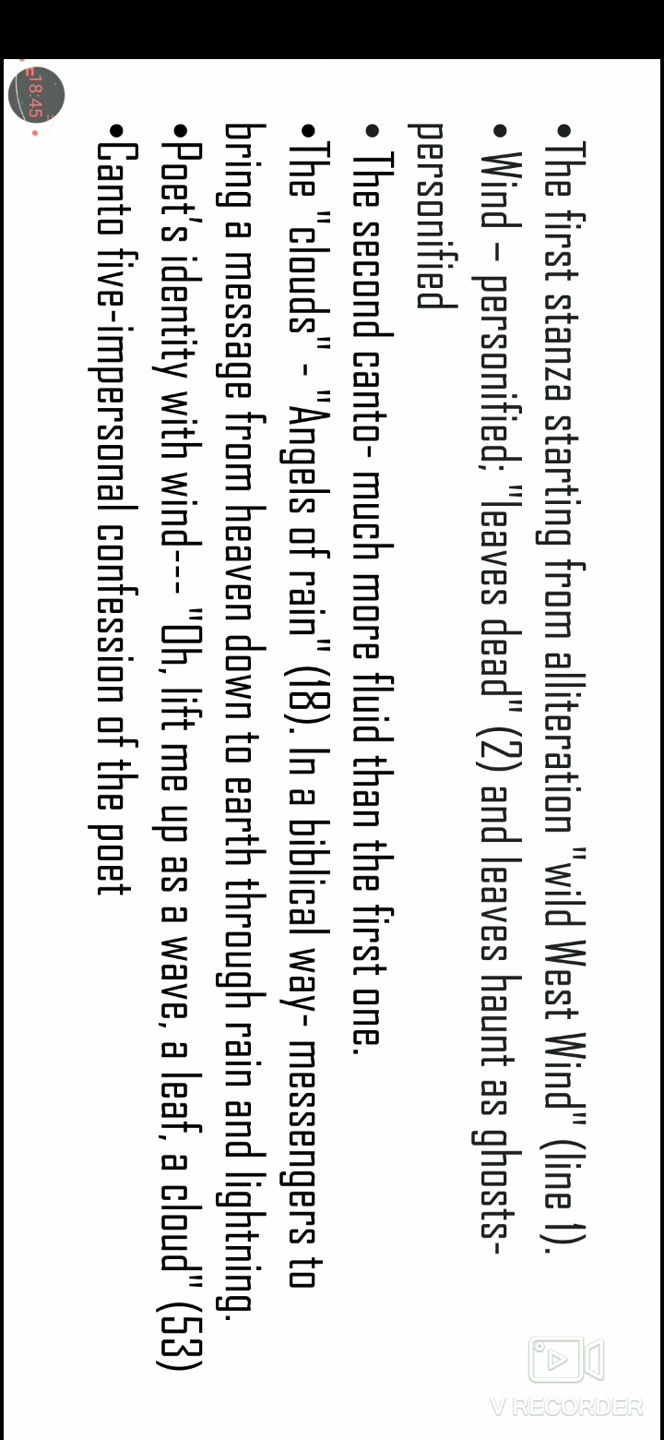 •The first stanza starting from alliteration "wild West Wind" (line 1).
• Wind – personified; "leaves dead" (2) and leaves haunt as ghosts-
personified
• The second canto- much more fluid than the first one.
•The "clouds" - "Angels of rain" (18). In a biblical way- messengers to
bring a message from heaven down to earth through rain and lightning.
•Poet's identity with wind--- "Oh, lift me up as a wave, a leaf, a cloud" (53)
•Canto five-impersonal confession of the poet
18:45
V RECORDER